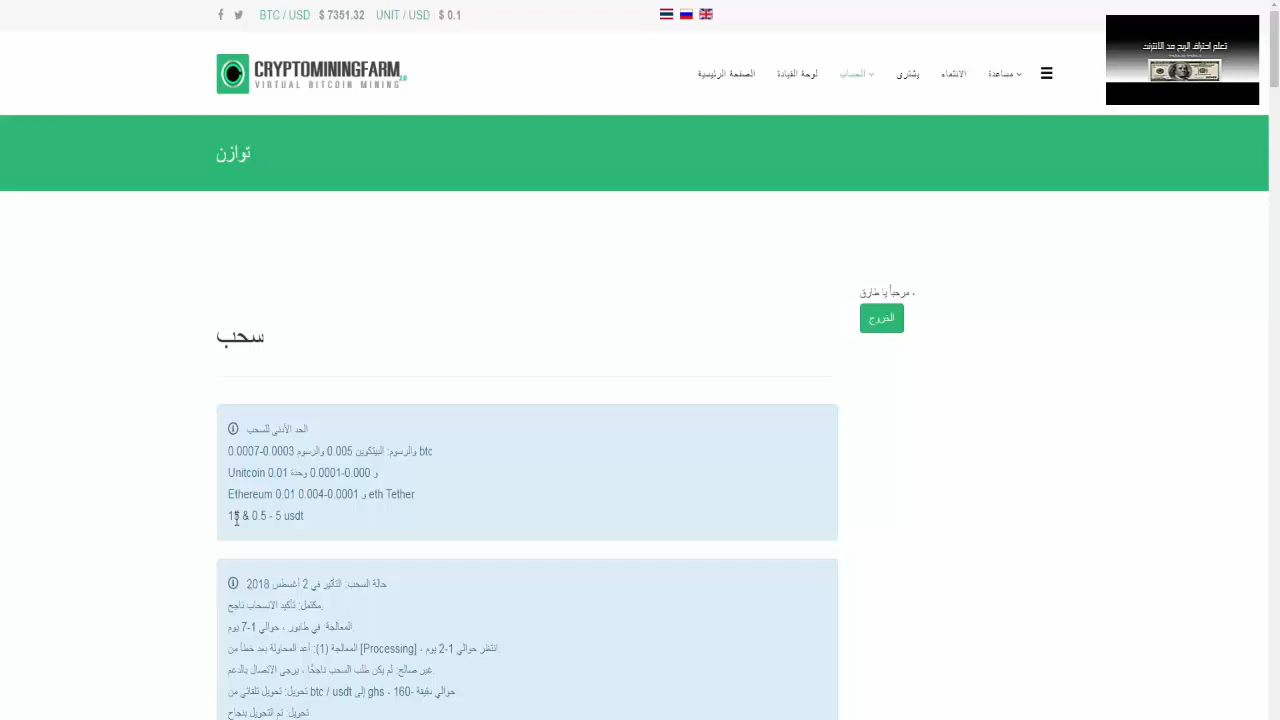 BTC / USD : $ 7351.32 UNIT / USD : $ 0.1
تعلم احتراف الربح مد الانترنت
CRYPTOMININGFARM 2.0
VIRTUAL BITCOIN MINING
الصفحة الرئيسية لوحة القيادة الحساب يشترى الانتماء مساعدة
توازن
مرحباً يا طارق ،
الخروج
سحب
الحد الأدنى للسحب
0.0007-0.0003 والرسوم: البيتكوين 0.005 والرسوم btc
Unitcoin 0.01 وحدة 0.0001-0.000 و
Ethereum 0.01 0.004-0.0001 و eth Tether
1$ & 0.5 - 5 usdt
حالة السحب: التأثير في 2 أغسطس 2018
مكتمل: تأكيد الانسحاب ناجح.
المعالجة: في طابور ، حوالي 1-7 يوم
انتظر حوالي 1-2 يوم ، [Processing] المعالجة (1): أعد المحاولة بعد خطأ من.
غير صالح: لم يكن طلب السحب ناجحًا ، يرجى الاتصال بالدعم.
حوالي دقيقة -160 ، ghs إلى btc / usdt تحويل: تحويل تلقائي من
تحويل: تم التحويل بنجاح